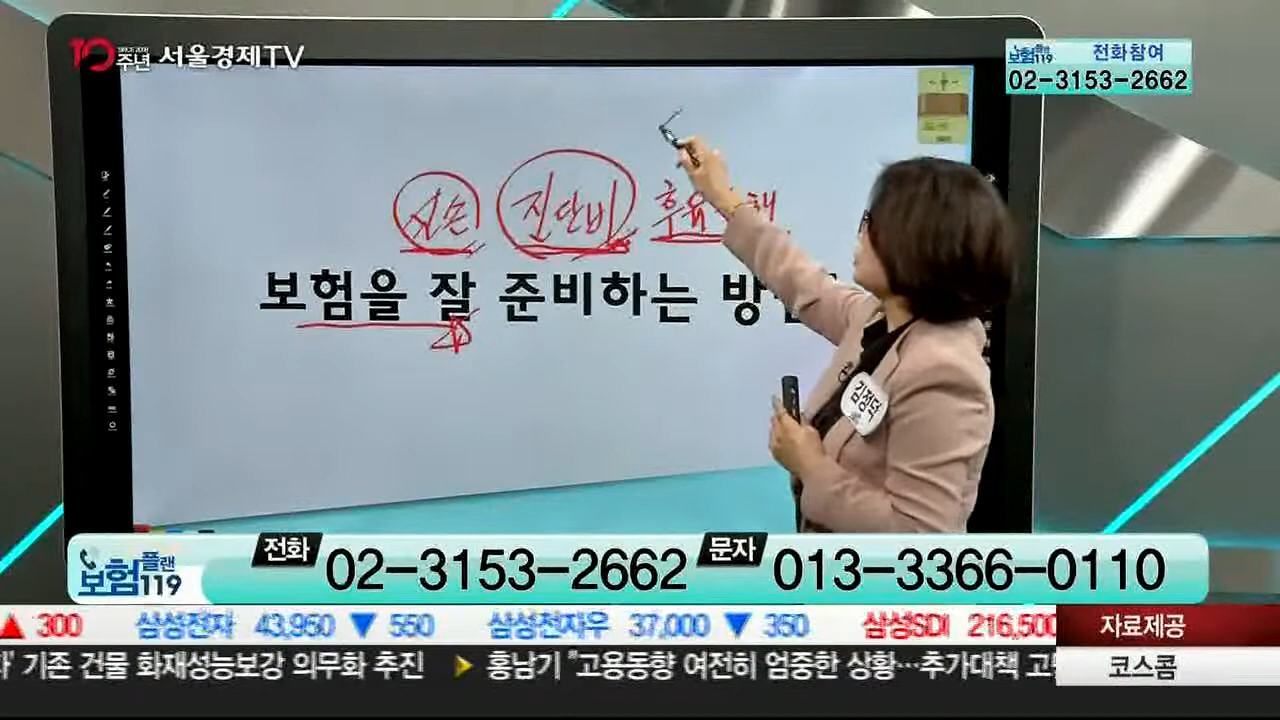 10주년 서울경제TV
보험플랜119 전화참여
02-3153-2662
실손 진단비
보험을 잘 준비하는
김정덕
보험플랜119 전화 02-3153-2662 문자 013-3366-0110
▲ 300 삼성전자 43,950 ▼ 550 삼성전자우 37,000 ▼ 350 삼성SDI 216,500 자료제공
기존 건물 화재성능보강 의무화 추진 ▶ 홍남기 "고용동향 여전히 엄중한 상황…추가대책 코스콤